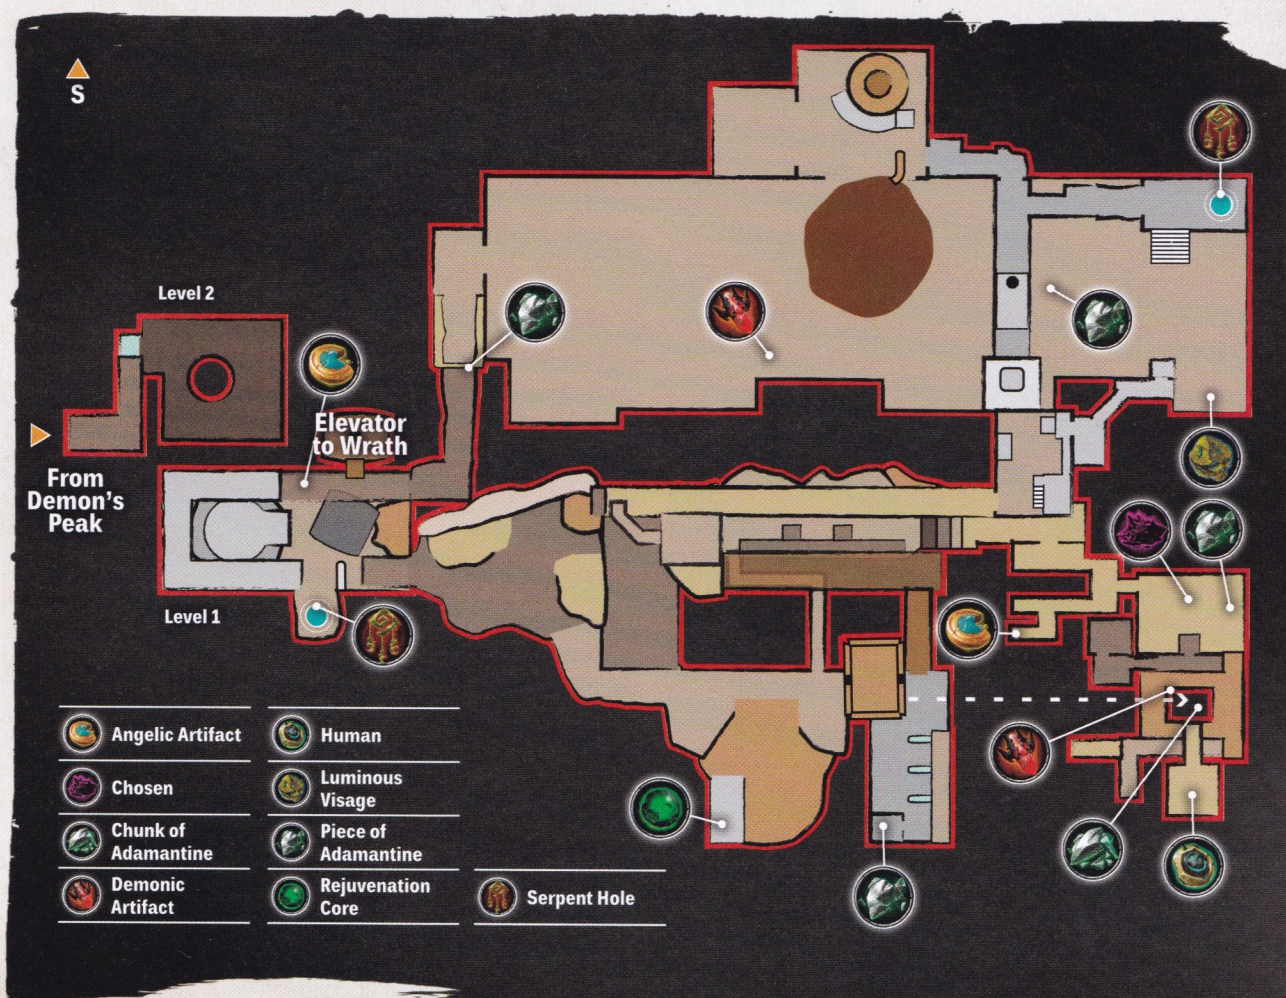 S
Level 2
Elevator
to Wrath
From
Demon's
Peak
Level 1
Angelic Artifact
Human
Chosen
Luminous
Visage
Chunk of
Adamantine
Piece of
Adamantine
Demonic
Artifact
Rejuvenation
Core
Serpent Hole